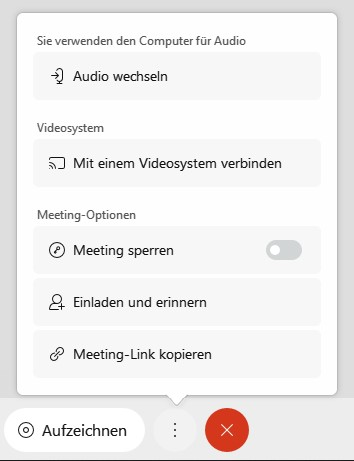 Sie verwenden den Computer für Audio
Audio wechseln
Videosystem
Mit einem Videosystem verbinden
Meeting-Optionen
Meeting sperren
Einladen und erinnern
Meeting-Link kopieren
Aufzeichnen